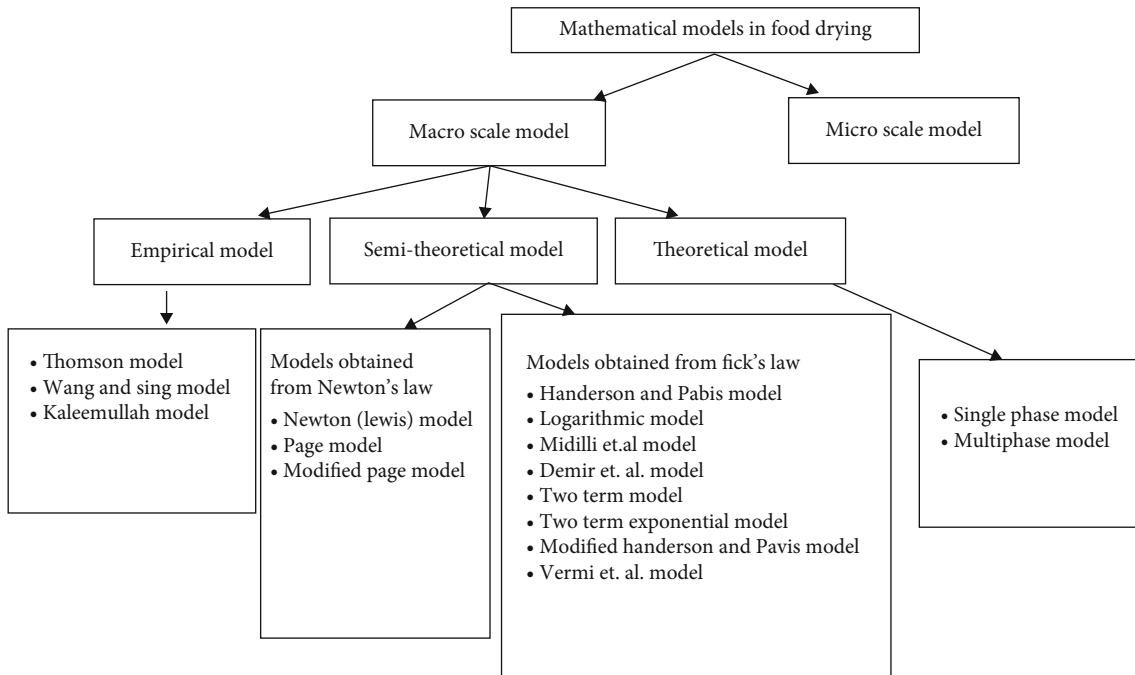 Mathematical models in food drying
Macro scale model
Micro scale model
Empirical model
Semi-theoretical model
Theoretical model
• Thomson model
• Wang and sing model
• Kaleemullah model
Models obtained
from Newton's law
• Newton (lewis) model
• Page model
• Modified page model
Models obtained from fick's law
• Handerson and Pabis model
• Logarithmic model
• Midilli et.al model
• Demir et. al. model
• Two term model
• Two term exponential model
• Modified handerson and Pavis model
• Vermi et. al. model
• Single phase model
• Multiphase model